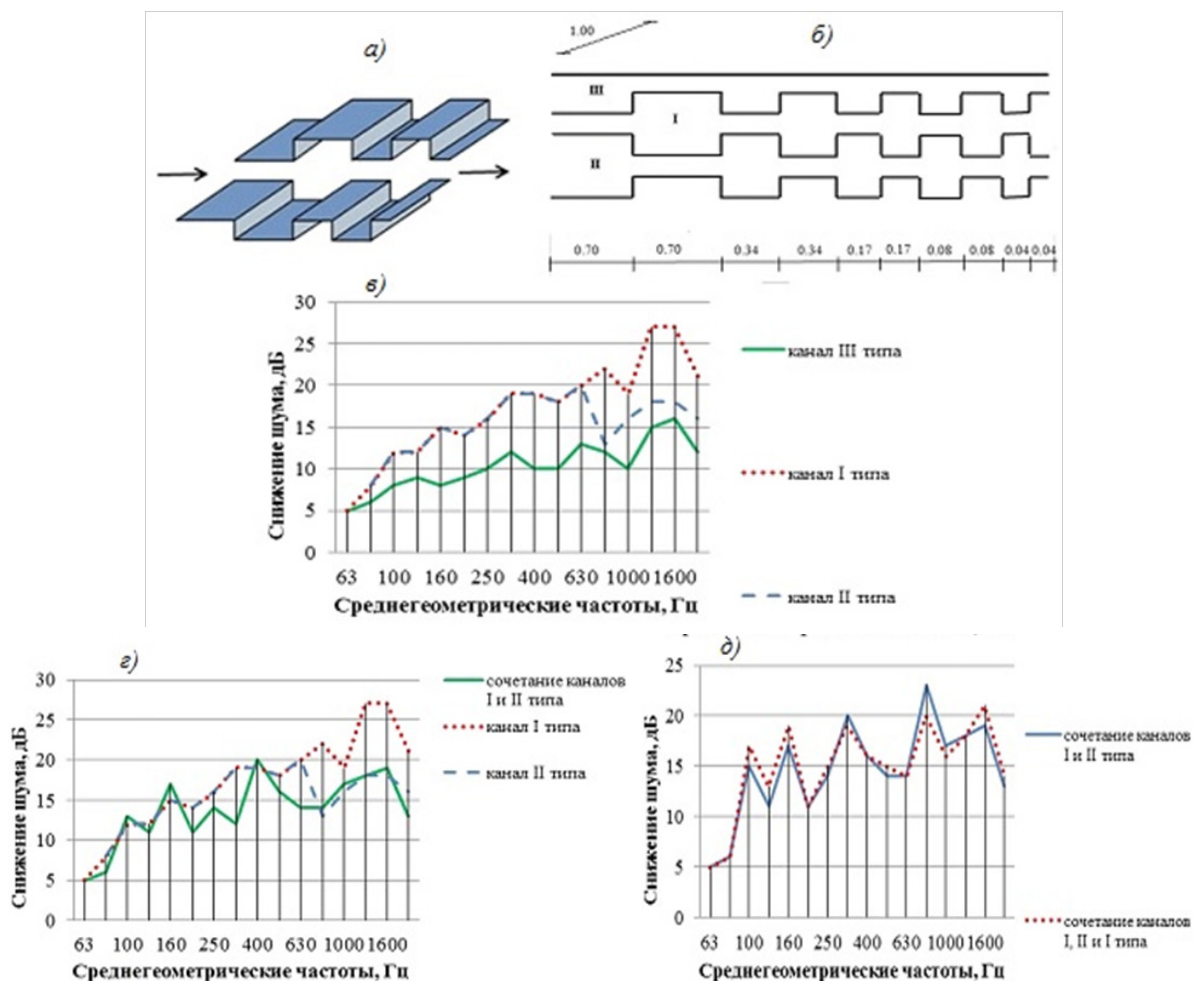 а)
б)
1.00
III
I
II
0.70 0.70 0.34 0.34 0.17 0.17 0.08 0.08 0.04 0.04
в)
30
25
20
15
10
5
0
Снижение шума, дБ
63 100 160 250 400 630 1000 1600
Среднегеометрические частоты, Гц
канал III типа
канал I типа
канал II типа
г)
30
25
20
15
10
5
0
Снижение шума, дБ
63 100 160 250 400 630 1000 1600
Среднегеометрические частоты, Гц
сочетание каналов
I и II типа
канал I типа
канал II типа
д)
25
20
15
10
5
0
Снижение шума, дБ
63 100 160 250 400 630 1000 1600
Среднегеометрические частоты, Гц
сочетание каналов
I и II типа
сочетание каналов
I, II и I типа